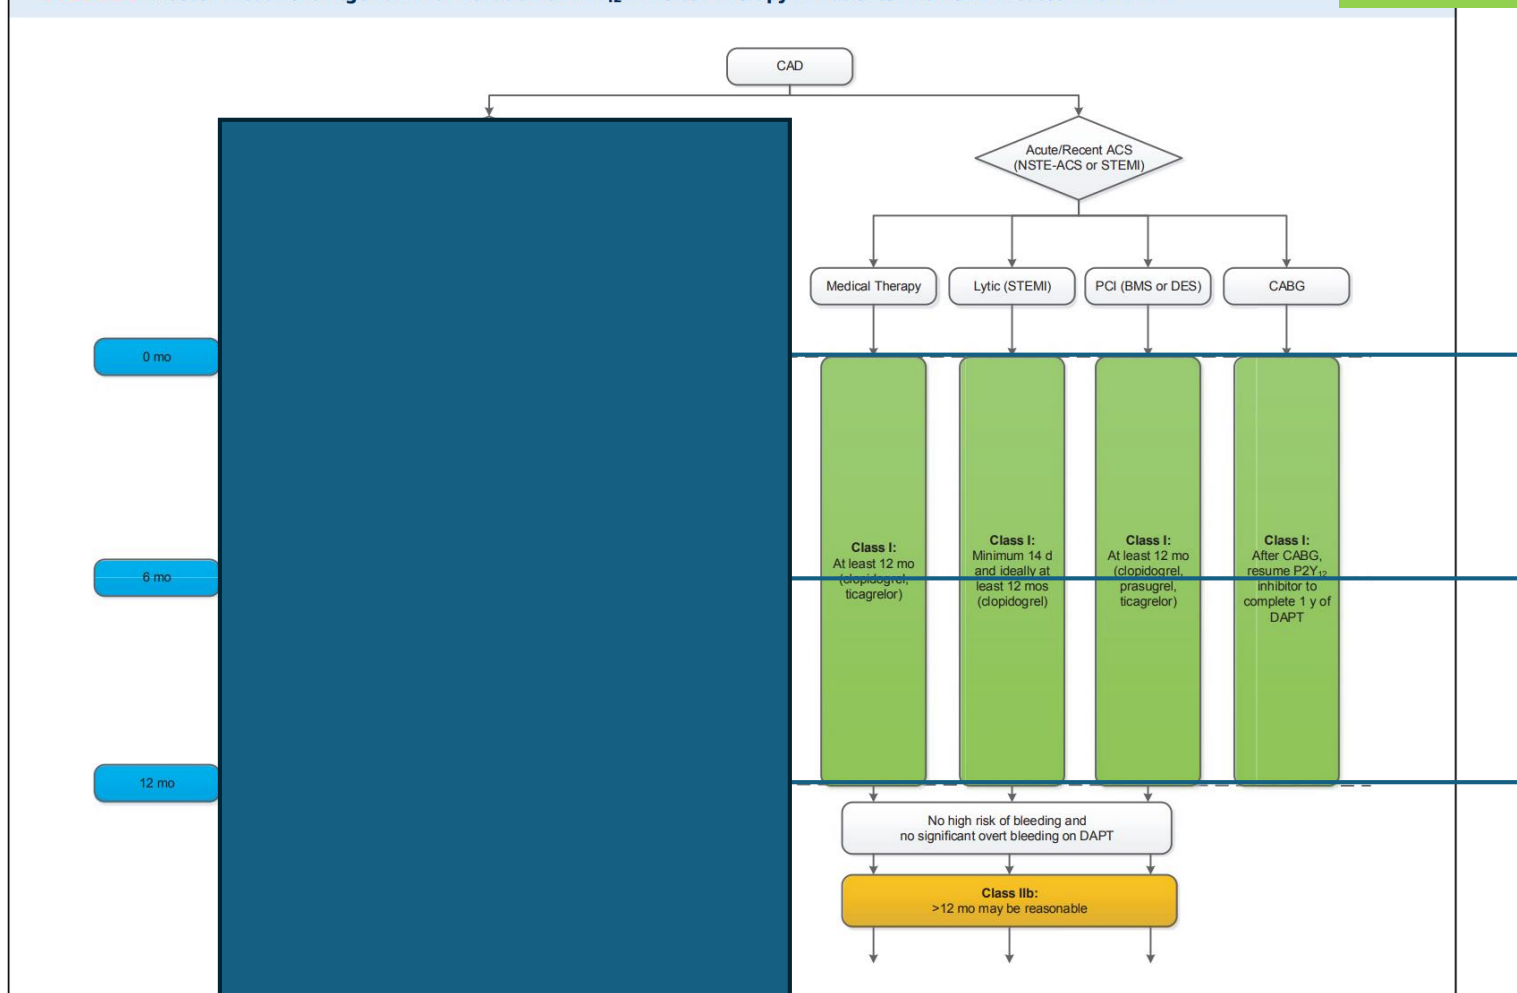 CAD
Acute/Recent ACS
(NSTE-ACS or STEMI)
Medical Therapy
Lytic (STEMI)
PCI (BMS or DES)
CABG
0 mo
6 mo
12 mo
Class I:
At least 12 mo
(clopidogrel,
ticagrelor)
Class I:
Minimum 14 d
and ideally at
least 12 mos
(clopidogrel)
Class I:
At least 12 mo
(clopidogrel,
prasugrel,
ticagrelor)
Class I:
After CABG,
resume P2Y₁₂
inhibitor to
complete 1 y of
DAPT
No high risk of bleeding and
no significant overt bleeding on DAPT
Class IIb:
>12 mo may be reasonable